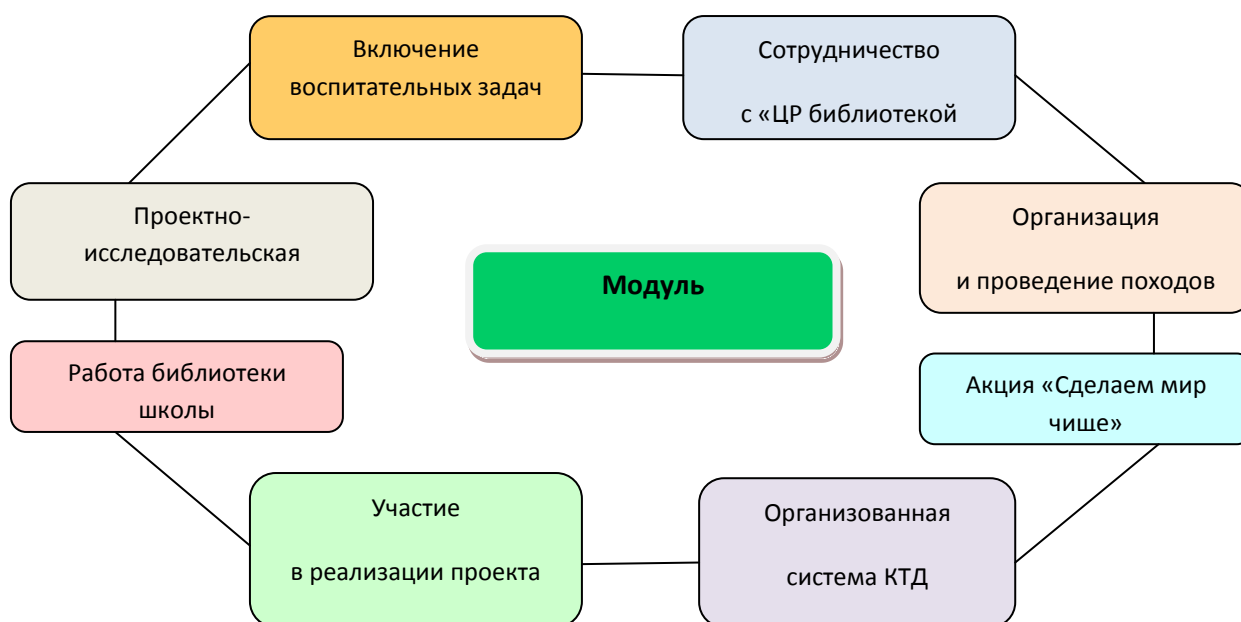 Включение
воспитательных задач
Сотрудничество
с «ЦР библиотекой
Проектно-
исследовательская
Организация
и проведение походов
Модуль
Работа библиотеки
школы
Акция «Сделаем мир
чище»
Участие
в реализации проекта
Организованная
система КТД